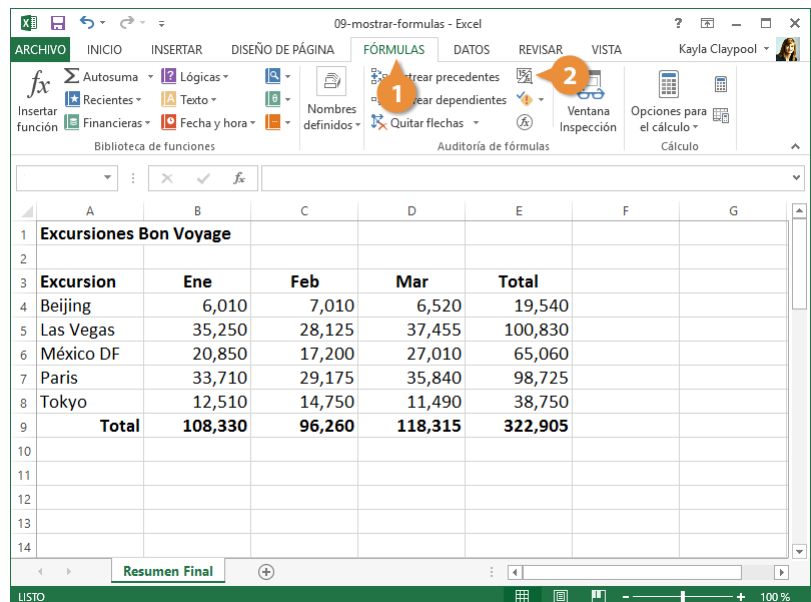 09-mostrar-formulas - Excel ?
ARCHIVO INICIO INSERTAR DISEÑO DE PÁGINA FÓRMULAS DATOS REVISAR VISTA Kayla Claypool
fx Σ Autosuma Lógicas precedentes 2
Recientes Texto 1 dependientes
Insertar función Financieras Fecha y hora Nombres definidos Quitar flechas fx Ventana Inspección Opciones para el cálculo
Biblioteca de funciones Auditoría de fórmulas Cálculo
fx
A B C D E F G
1 Excursiones Bon Voyage
2
3 Excursion Ene Feb Mar Total
4 Beijing 6,010 7,010 6,520 19,540
5 Las Vegas 35,250 28,125 37,455 100,830
6 México DF 20,850 17,200 27,010 65,060
7 Paris 33,710 29,175 35,840 98,725
8 Tokyo 12,510 14,750 11,490 38,750
9 Total 108,330 96,260 118,315 322,905
10
11
12
13
14
Resumen Final
LISTO 100 %